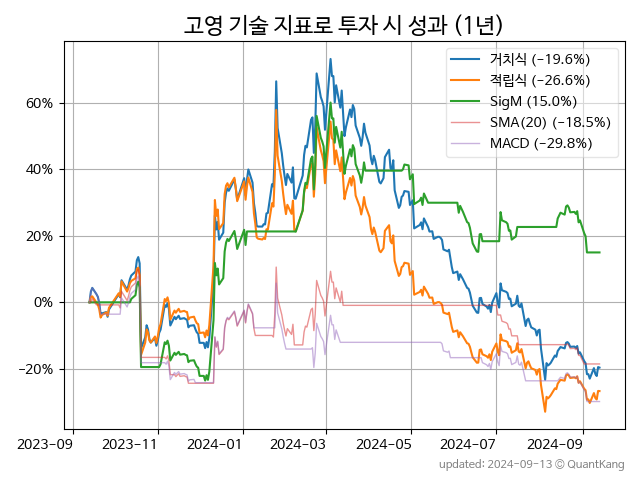 고영 기술 지표로 투자 시 성과 (1년)
거치식 (−19.6%)
적립식 (−26.6%)
SigM (15.0%)
SMA(20) (−18.5%)
MACD (−29.8%)
60%
40%
20%
0%
−20%
2023-09 2023-11 2024-01 2024-03 2024-05 2024-07 2024-09
updated: 2024-09-13 ⓒ QuantKang